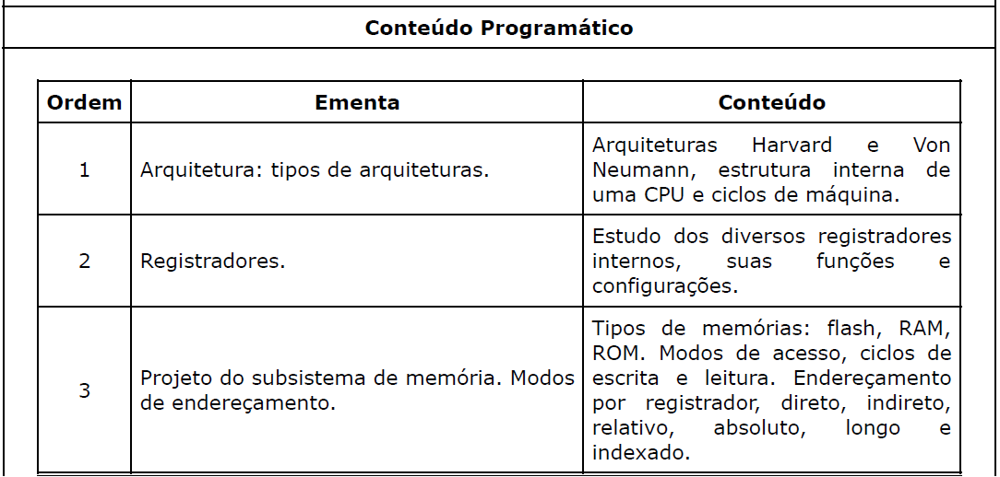 Conteúdo Programático
Ordem Ementa Conteúdo
1 Arquitetura: tipos de arquiteturas. Arquiteturas Harvard e Von
Neumann, estrutura interna de
uma CPU e ciclos de máquina.
2 Registradores. Estudo dos diversos registradores
internos, suas funções e
configurações.
3 Projeto do subsistema de memória. Modos
de endereçamento.
Tipos de memórias: flash, RAM,
ROM. Modos de acesso, ciclos de
escrita e leitura. Endereçamento
por registrador, direto, indireto,
relativo, absoluto, longo e
indexado.